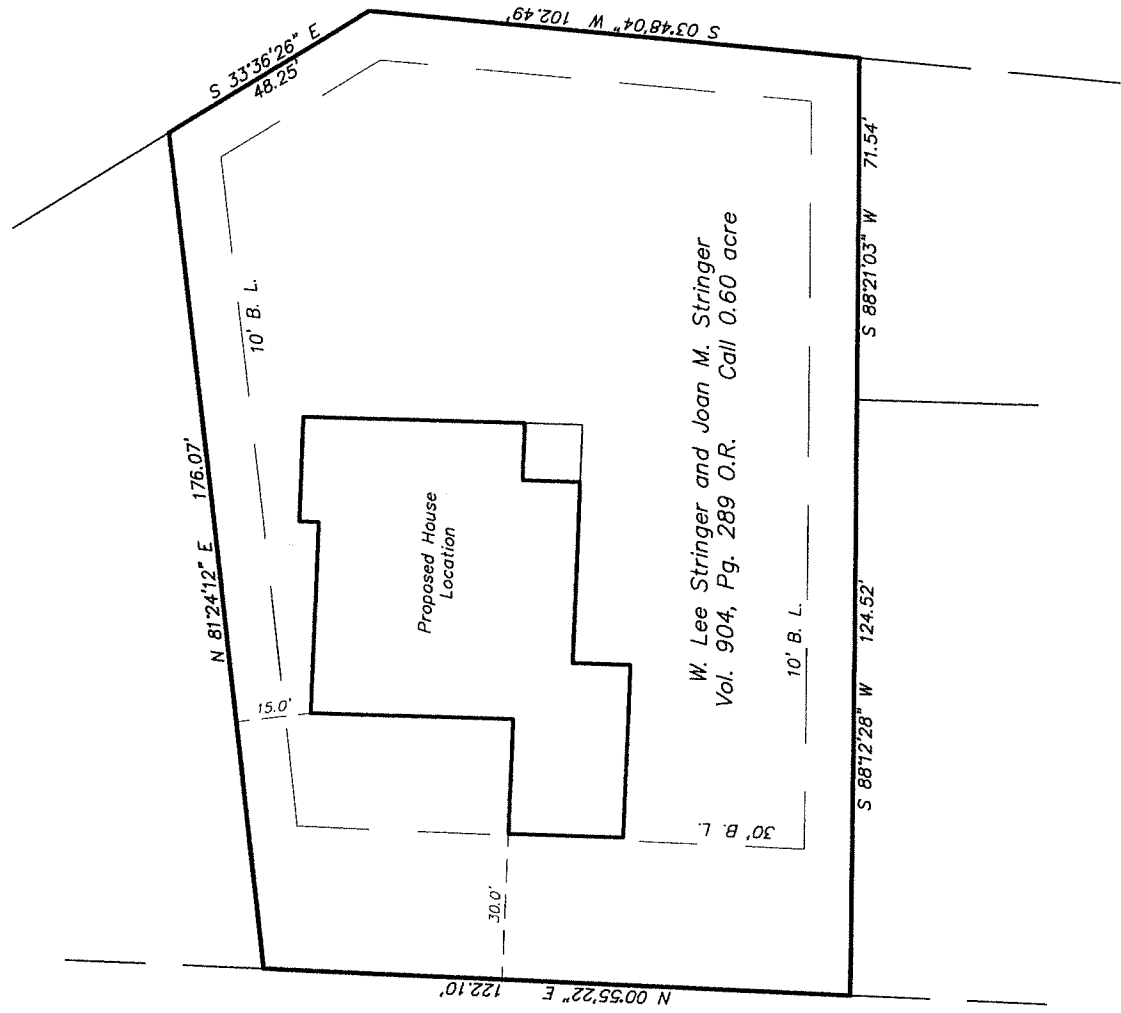 S 33°36'26" E
48.25'
S 03°48'04" W 102.49'
10' B. L.
N 81°24'12" E 176.07'
Proposed House
Location
15.0'
W. Lee Stringer and Joan M. Stringer
Vol. 904, Pg. 289 O.R. Call 0.60 acre
S 88°21'03" W 71.54'
10' B. L.
S 88°12'28" W 124.52'
30' B. L.
30.0'
N 00°55'22" E 122.10'